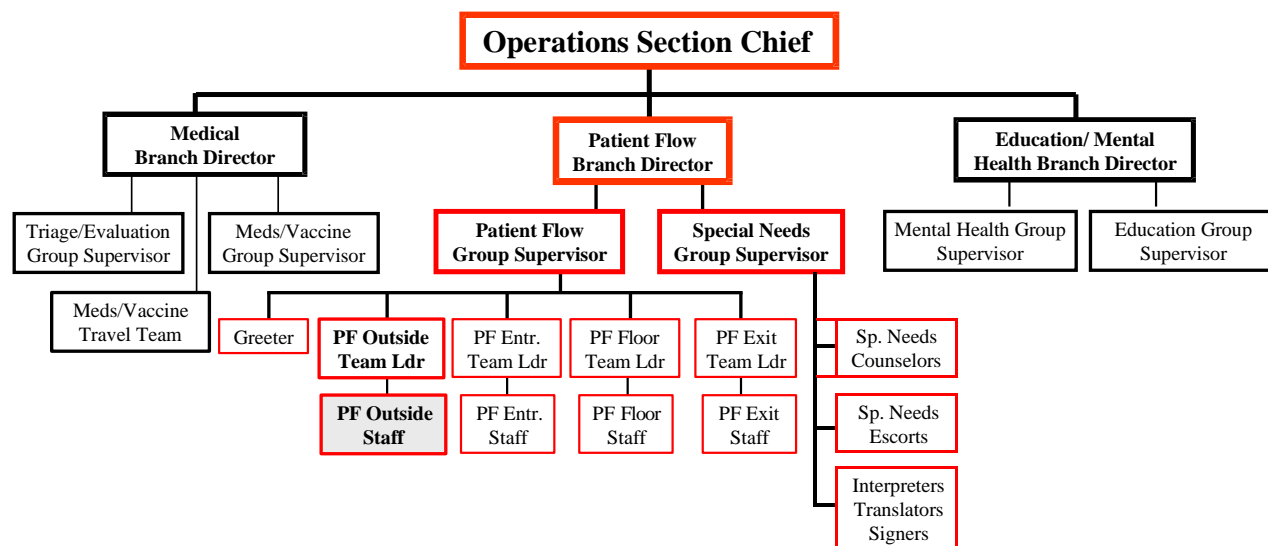 Operations Section Chief
Medical
Branch Director
Patient Flow
Branch Director
Education/ Mental
Health Branch Director
Triage/Evaluation
Group Supervisor
Meds/Vaccine
Group Supervisor
Meds/Vaccine
Travel Team
Patient Flow
Group Supervisor
Special Needs
Group Supervisor
Mental Health Group
Supervisor
Education Group
Supervisor
Greeter
PF Outside
Team Ldr
PF Entr.
Team Ldr
PF Floor
Team Ldr
PF Exit
Team Ldr
PF Outside
Staff
PF Entr.
Staff
PF Floor
Staff
PF Exit
Staff
Sp. Needs
Counselors
Sp. Needs
Escorts
Interpreters
Translators
Signers